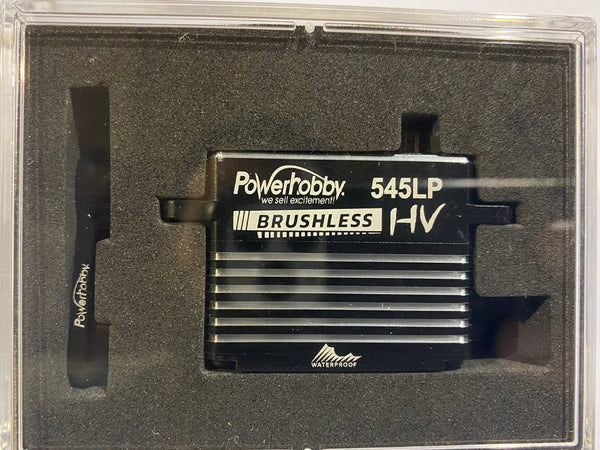 Powerhobby
Powerhobby. 545LP
we sell excitement!
BRUSHLESS HV
WATERPROOF